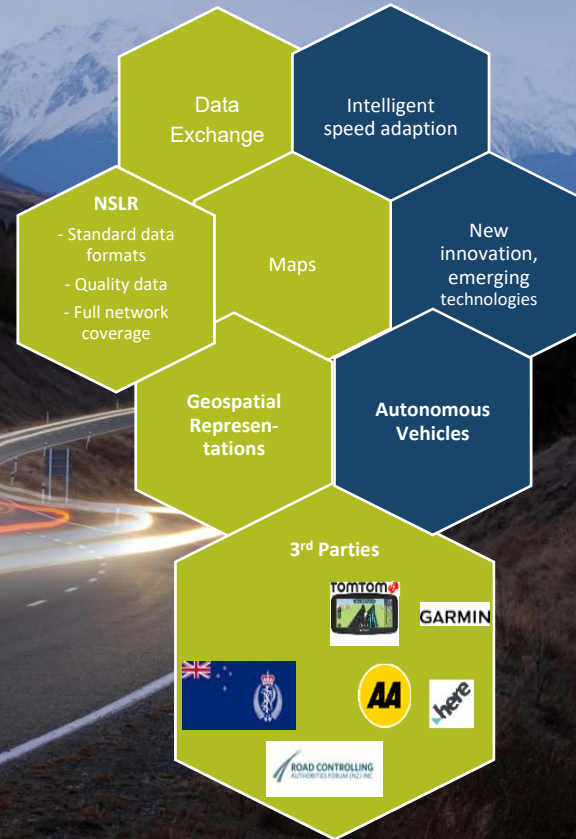 Data
Exchange
Intelligent
speed adaption
NSLR
- Standard data
formats
- Quality data
- Full network
coverage
Maps
New
innovation,
emerging
technologies
Geospatial
Represen-
tations
Autonomous
Vehicles
3rd Parties
TOMTOM
GARMIN
AA
here
ROAD CONTROLLING
AUTHORITIES FORUM (NZ) INC